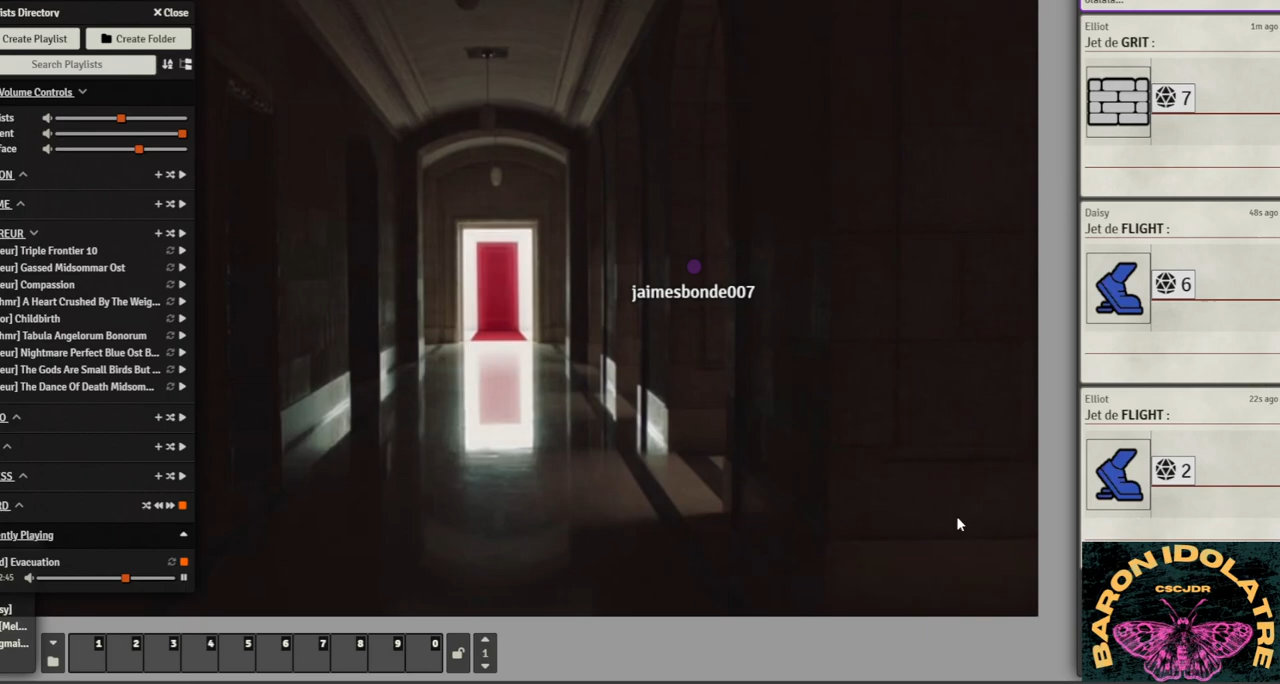 ists Directory
Close
Create Playlist
Create Folder
Search Playlists
Volume Controls
ists
ent
face
ON
ME
REUR
eur] Triple Frontier 10
eur] Gassed Midsommar Ost
eur] Compassion
hmr] A Heart Crushed By The Weig...
or] Childbirth
hmr] Tabula Angelorum Bonorum
eur] Nightmare Perfect Blue Ost B...
eur] The Gods Are Small Birds But ...
eur] The Dance Of Death Midsom...
O
SS
RD
ently Playing
d] Evacuation
2:45
sy]
[Mel...
gmai...
1 2 3 4 5 6 7 8 9 0
1
jaimesbonde007
Elliot
1m ago
Jet de GRIT :
7
Daisy
48s ago
Jet de FLIGHT :
6
Elliot
22s ago
Jet de FLIGHT :
2
BARON IDOLATRE
CSCJDR